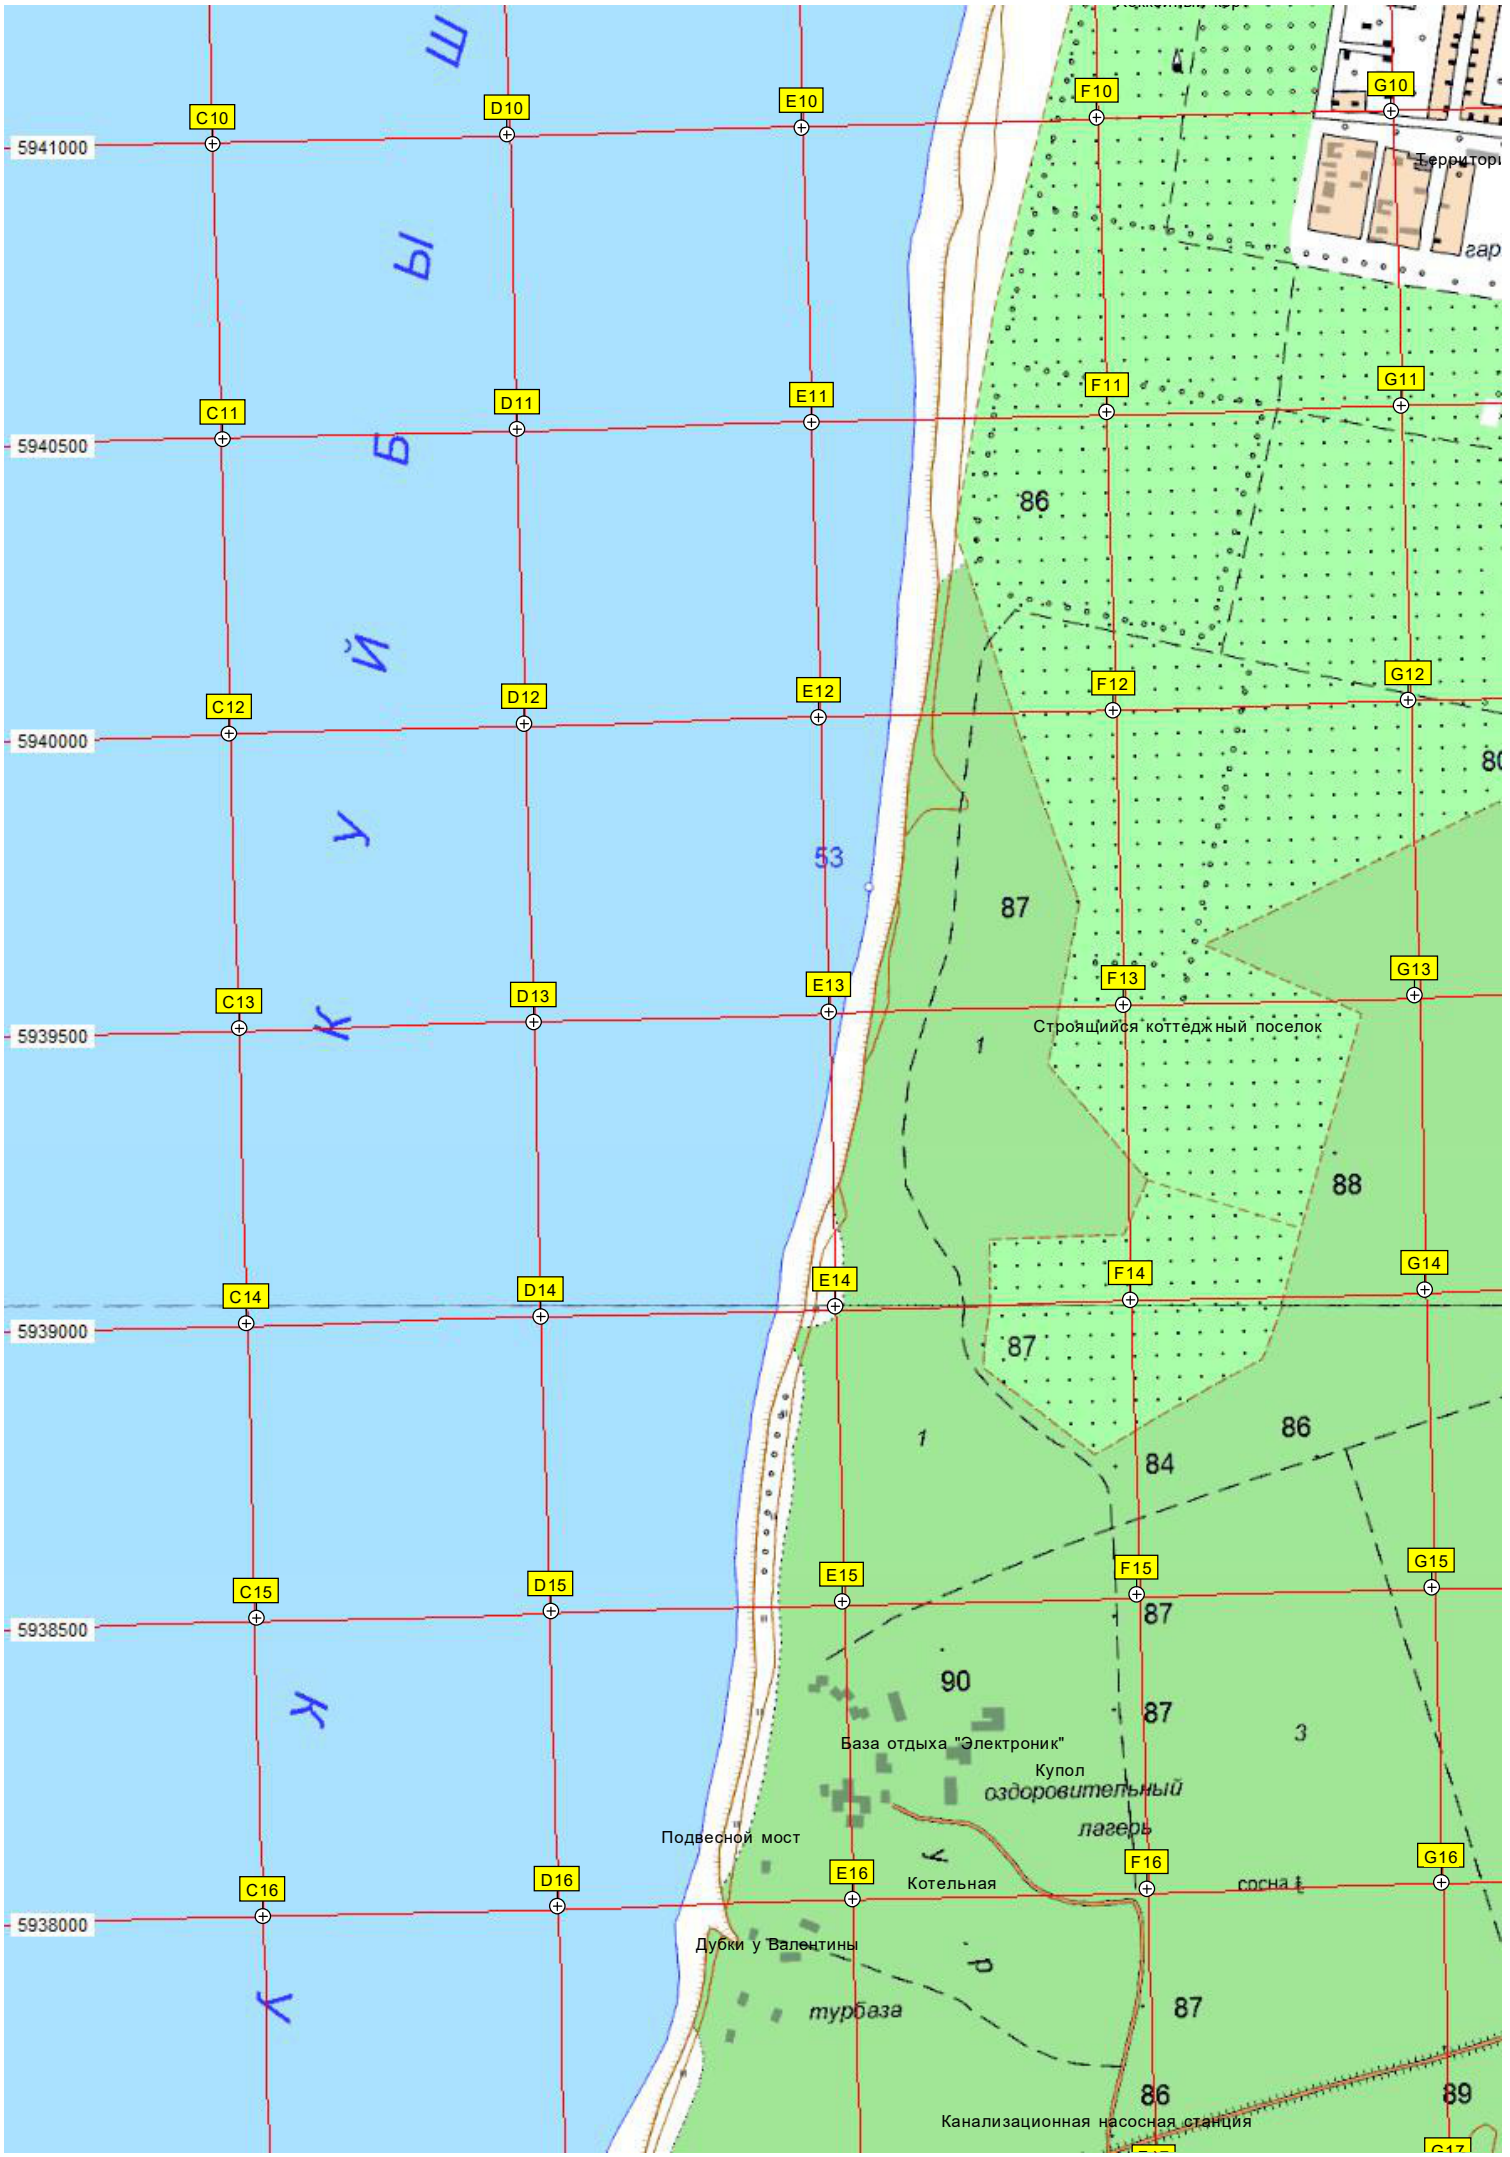 Ш
C10
D10
E10
F10
G10
5941000
Территори
Ы
гар
C11
D11
E11
F11
G11
5940500
Б
86
Й
C12
D12
E12
F12
G12
5940000
80
У
53
87
C13
D13
E13
F13
G13
5939500
К
Строящийся коттеджный поселок
1
88
C14
D14
E14
F14
G14
5939000
87
1
86
84
C15
D15
E15
F15
G15
5938500
87
90
К
87
3
База отдыха "Электроник"
Купол
оздоровительный
лагерь
Подвесной мост
У
C16
D16
E16
F16
G16
Котельная
сосна
5938000
Дубки у Валентины
р
У
турбаза
87
86
89
Канализационная насосная станция
G17